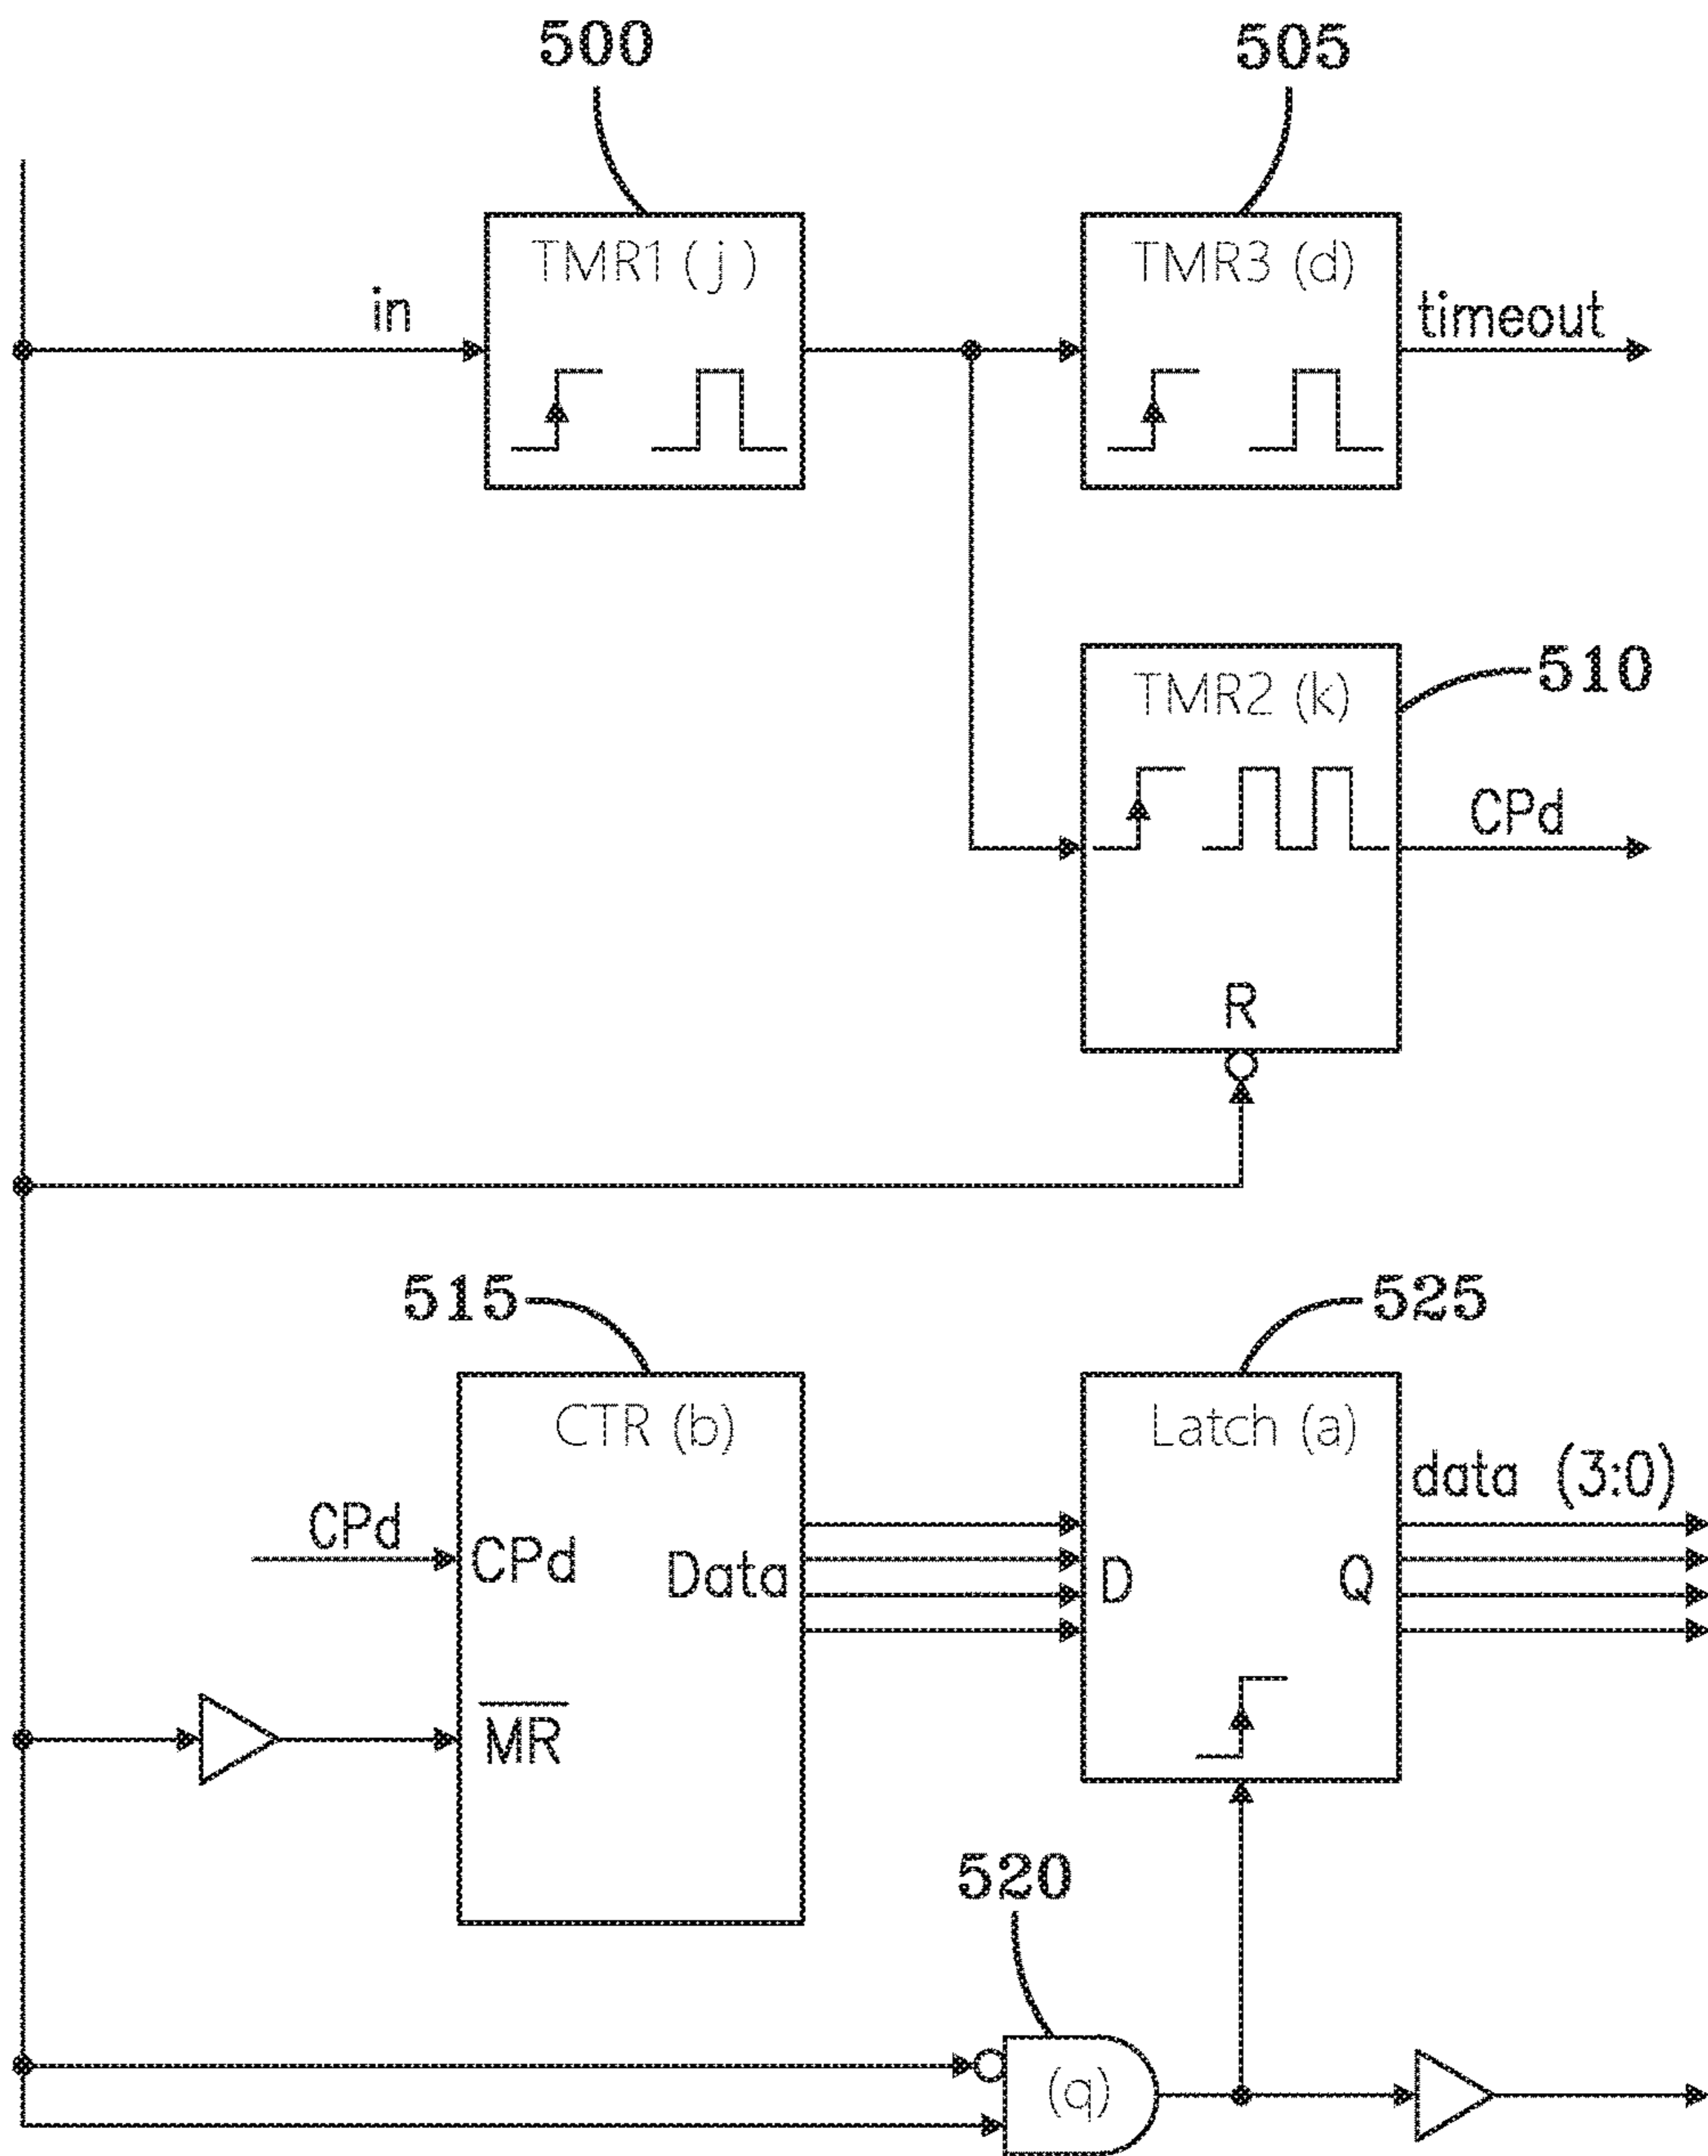 500
505
TMR1 (j)
TMR3 (d)
in
timeout
TMR2 (k)
510
CPd
R
515
525
CTR (b)
Latch (a)
data (3:0)
CPd
CPd
Data
D
Q
MR
520
(q)